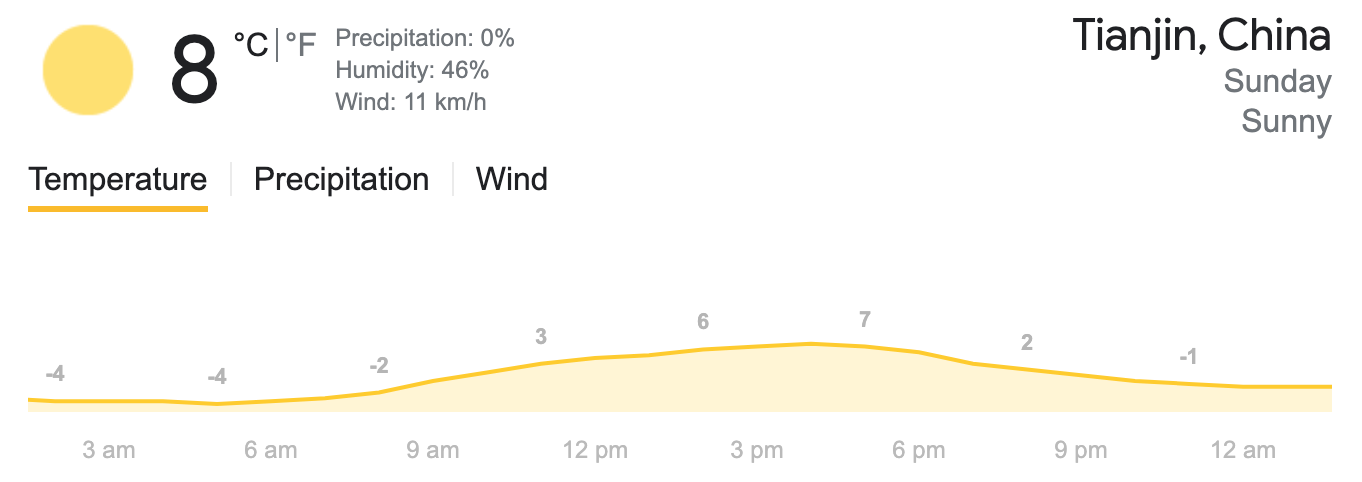 8 °C|°F
Precipitation: 0%
Humidity: 46%
Wind: 11 km/h
Tianjin, China
Sunday
Sunny
Temperature Precipitation Wind
-4 -4 -2 3 6 7 2 -1
3 am 6 am 9 am 12 pm 3 pm 6 pm 9 pm 12 am